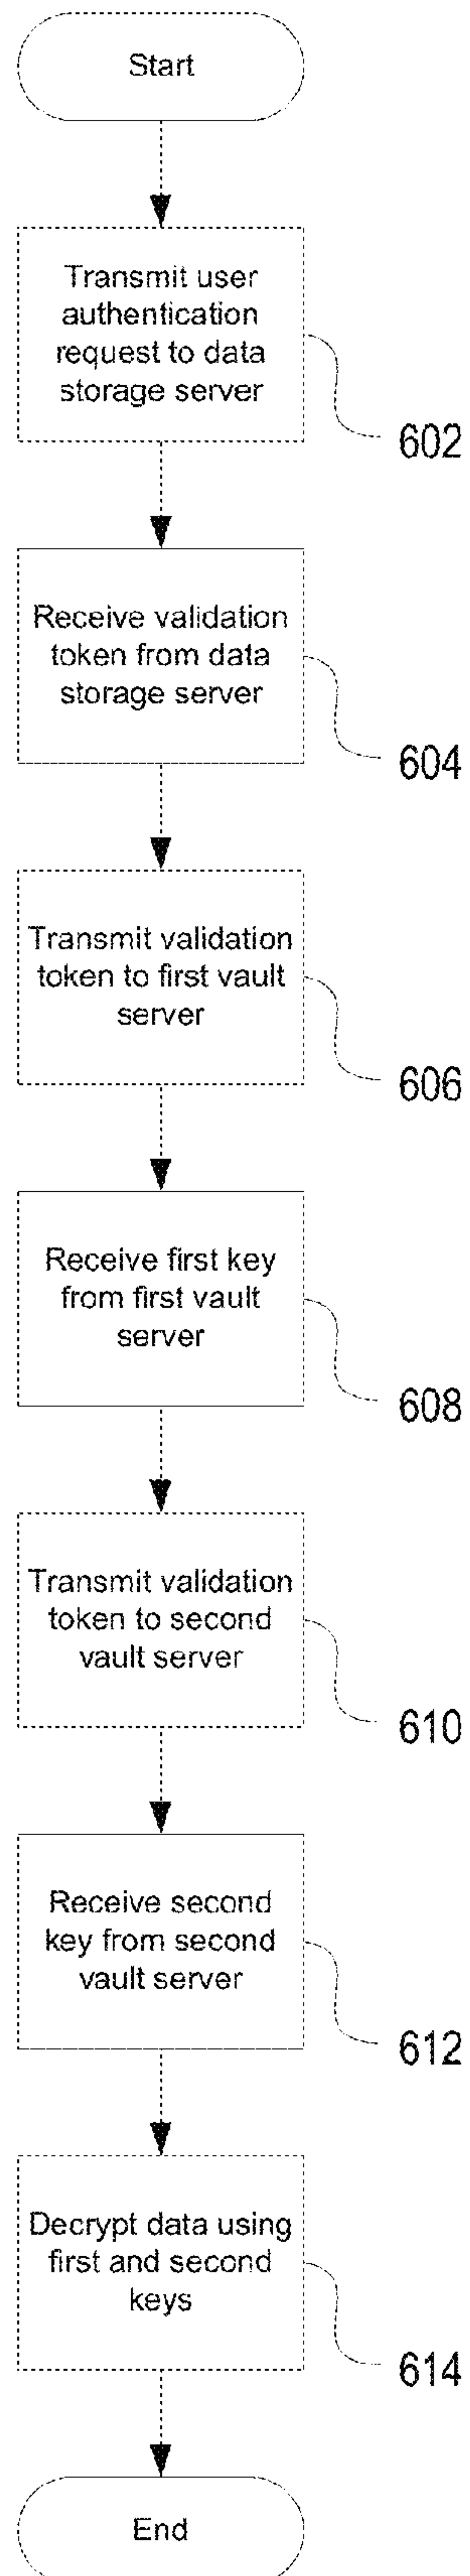 Start
Transmit user
authentication
request to data
storage server
602
Receive validation
token from data
storage server
604
Transmit validation
token to first vault
server
606
Receive first key
from first vault
server
608
Transmit validation
token to second
vault server
610
Receive second
key from second
vault server
612
Decrypt data using
first and second
keys
614
End